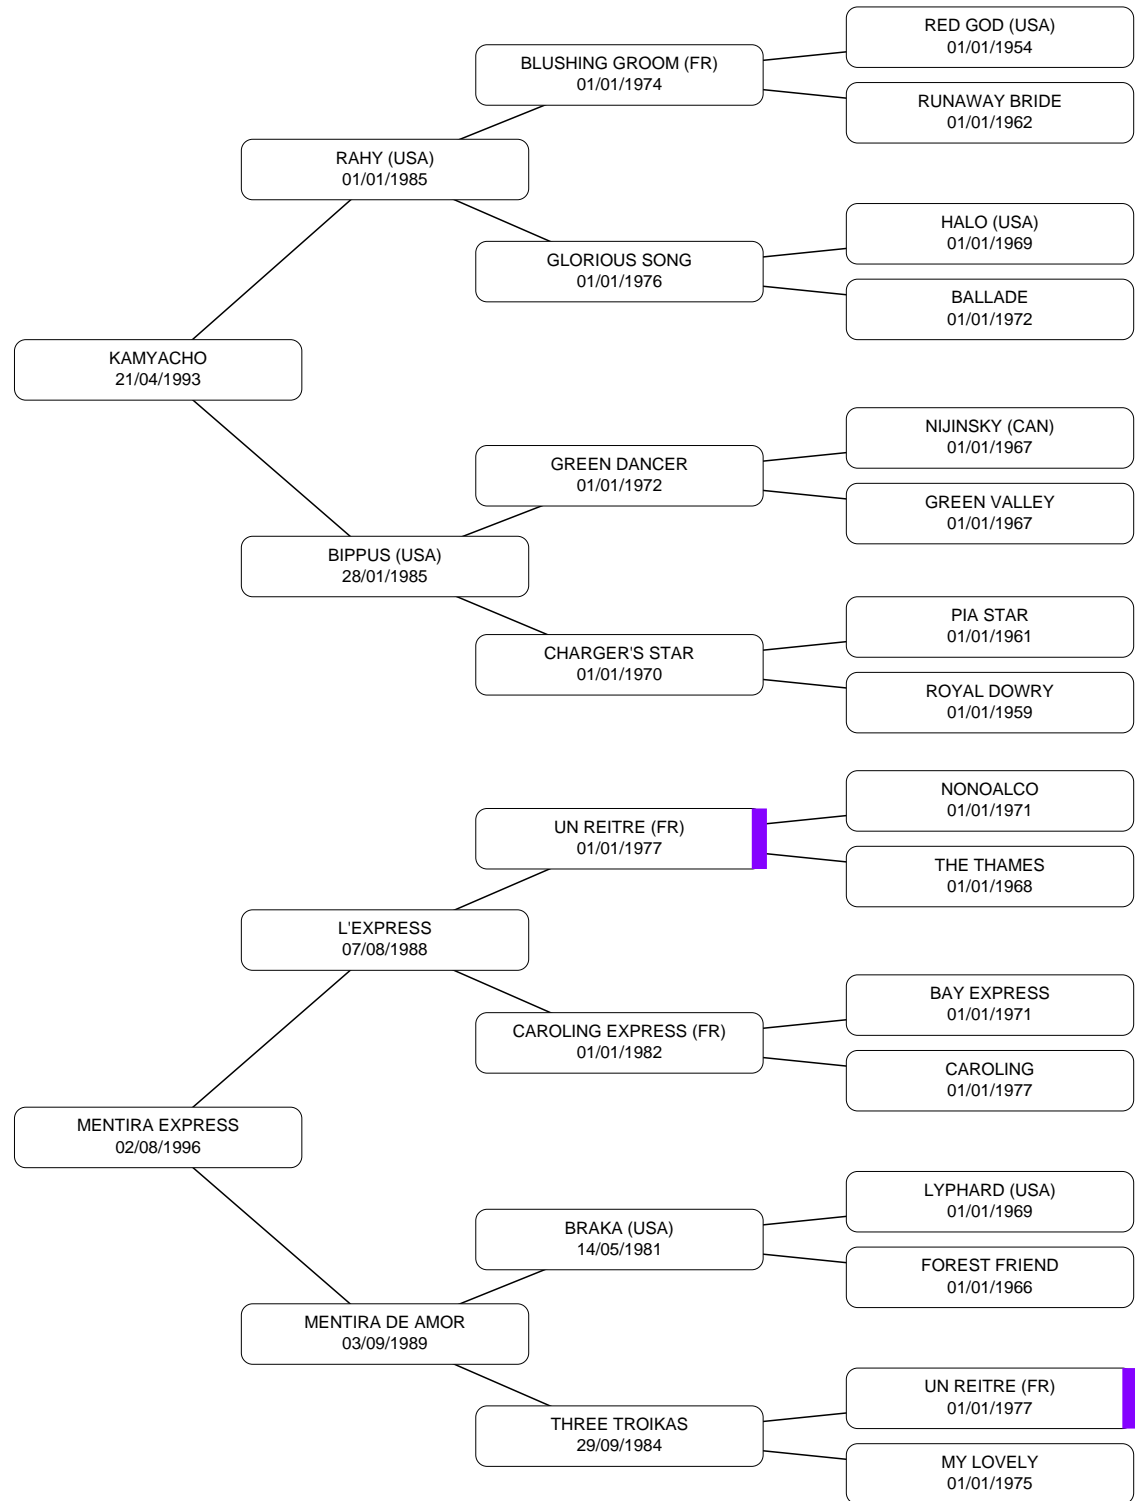 RED GOD (USA)
01/01/1954
BLUSHING GROOM (FR)
01/01/1974
RUNAWAY BRIDE
01/01/1962
RAHY (USA)
01/01/1985
HALO (USA)
01/01/1969
GLORIOUS SONG
01/01/1976
BALLADE
01/01/1972
KAMYACHO
21/04/1993
NIJINSKY (CAN)
01/01/1967
GREEN DANCER
01/01/1972
GREEN VALLEY
01/01/1967
BIPPUS (USA)
28/01/1985
PIA STAR
01/01/1961
CHARGER'S STAR
01/01/1970
ROYAL DOWRY
01/01/1959
NONOALCO
01/01/1971
UN REITRE (FR)
01/01/1977
THE THAMES
01/01/1968
L'EXPRESS
07/08/1988
BAY EXPRESS
01/01/1971
CAROLING EXPRESS (FR)
01/01/1982
CAROLING
01/01/1977
MENTIRA EXPRESS
02/08/1996
LYPHARD (USA)
01/01/1969
BRAKA (USA)
14/05/1981
FOREST FRIEND
01/01/1966
MENTIRA DE AMOR
03/09/1989
UN REITRE (FR)
01/01/1977
THREE TROIKAS
29/09/1984
MY LOVELY
01/01/1975